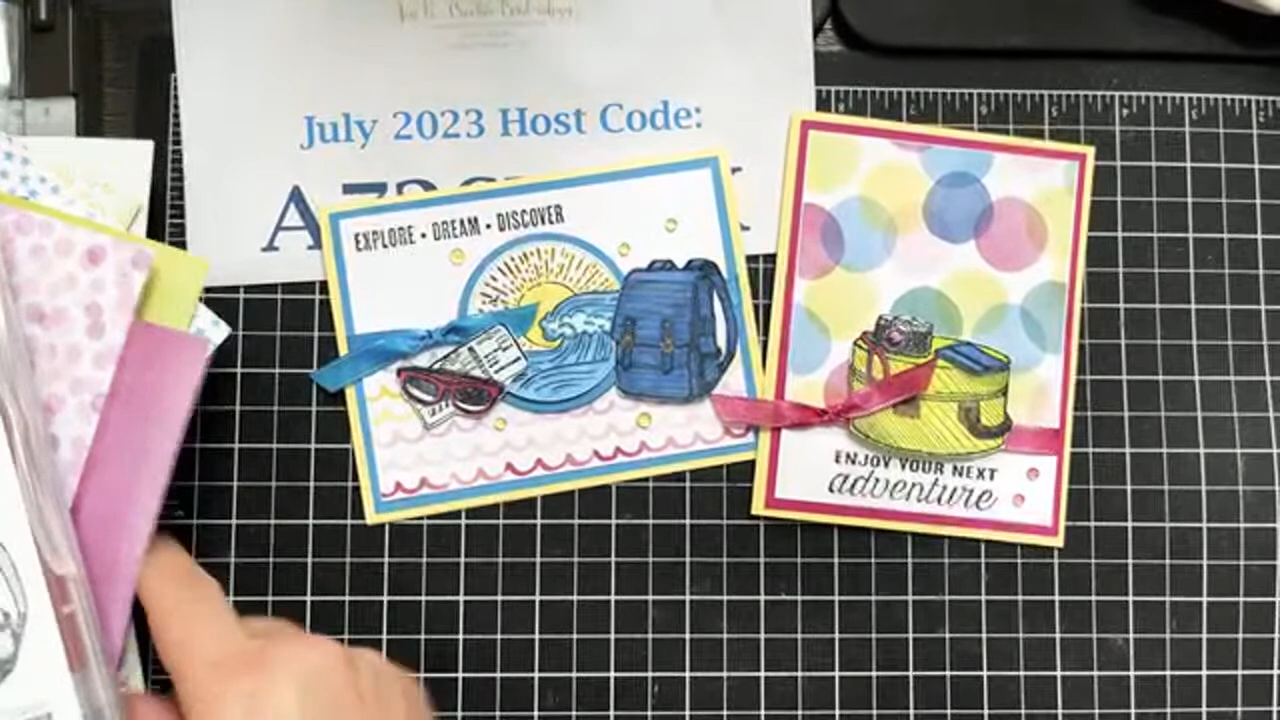 July 2023 Host Code:
EXPLORE • DREAM • DISCOVER
ENJOY YOUR NEXT
adventure